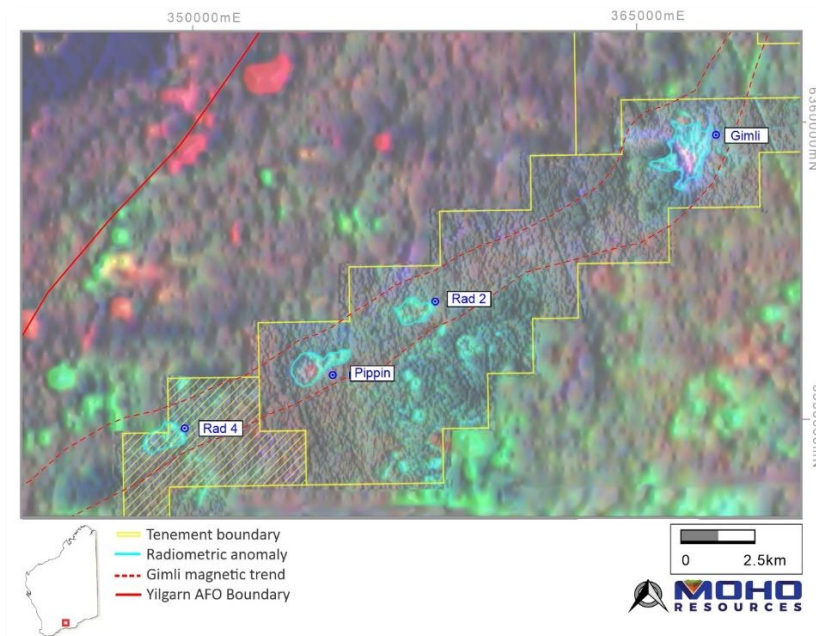 350000mE
365000mE
6360000mN
Gimli
Rad 2
Pippin
Rad 4
Tenement boundary
Radiometric anomaly
Gimli magnetic trend
Yilgarn AFO Boundary
0
2.5km
MOHO
RESOURCES